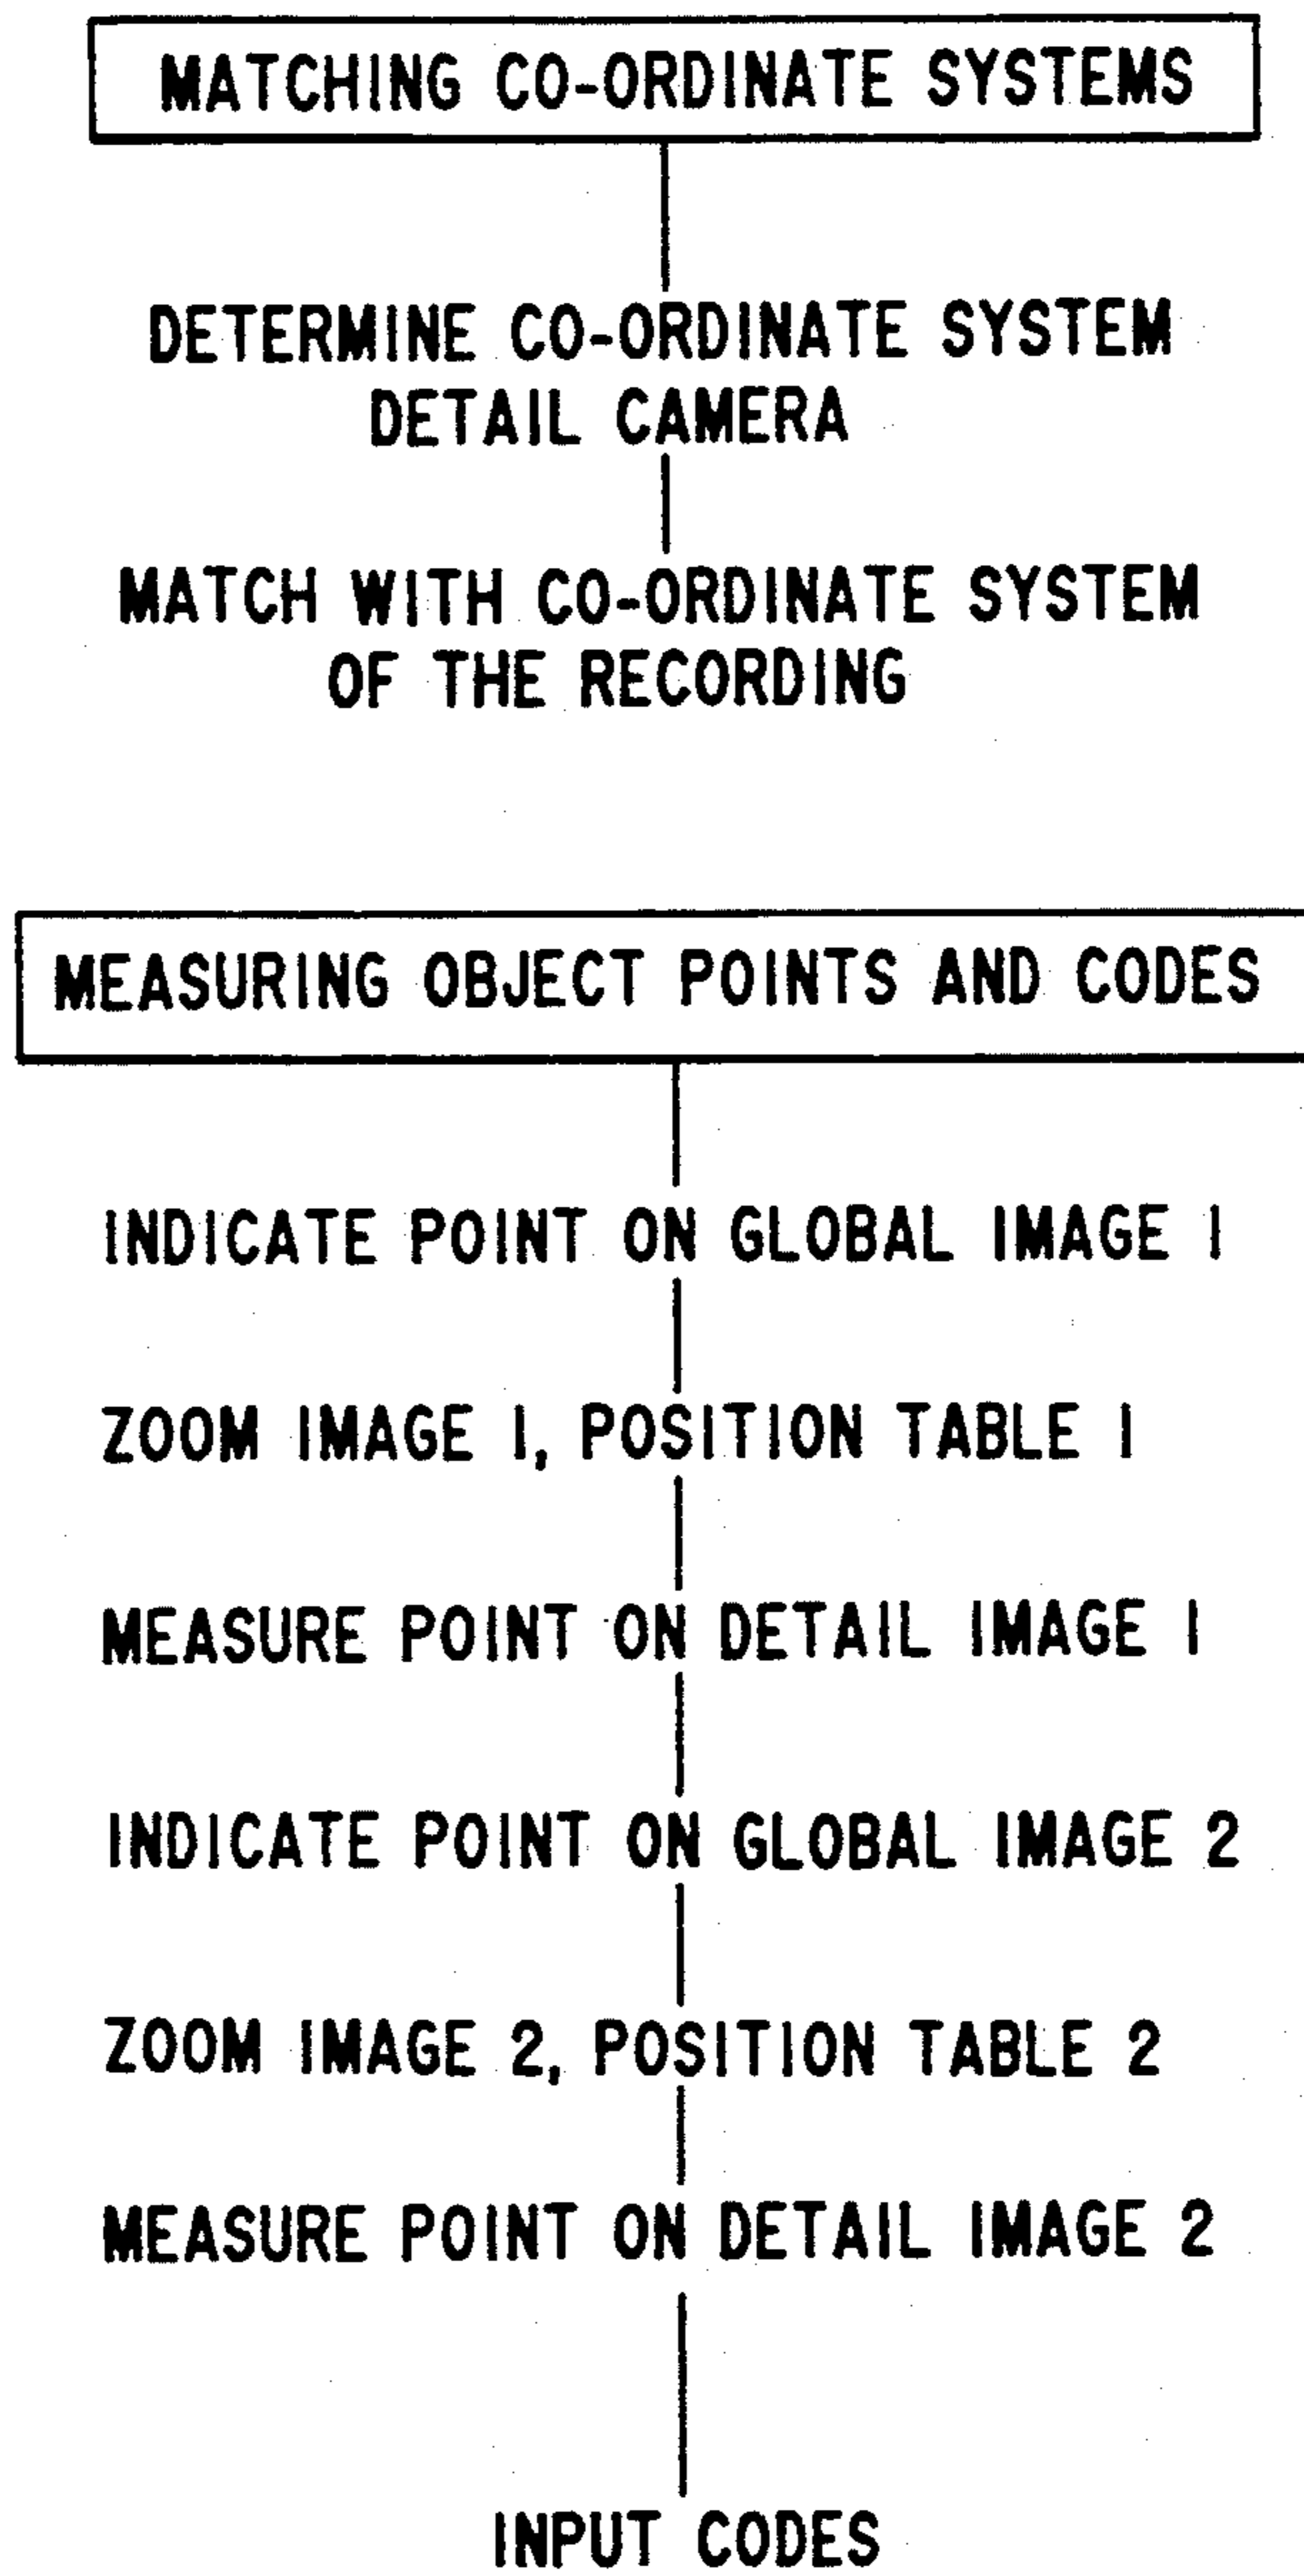 MATCHING CO-ORDINATE SYSTEMS
DETERMINE CO-ORDINATE SYSTEM
DETAIL CAMERA
MATCH WITH CO-ORDINATE SYSTEM
OF THE RECORDING
MEASURING OBJECT POINTS AND CODES
INDICATE POINT ON GLOBAL IMAGE 1
ZOOM IMAGE 1, POSITION TABLE 1
MEASURE POINT ON DETAIL IMAGE 1
INDICATE POINT ON GLOBAL IMAGE 2
ZOOM IMAGE 2, POSITION TABLE 2
MEASURE POINT ON DETAIL IMAGE 2
INPUT CODES